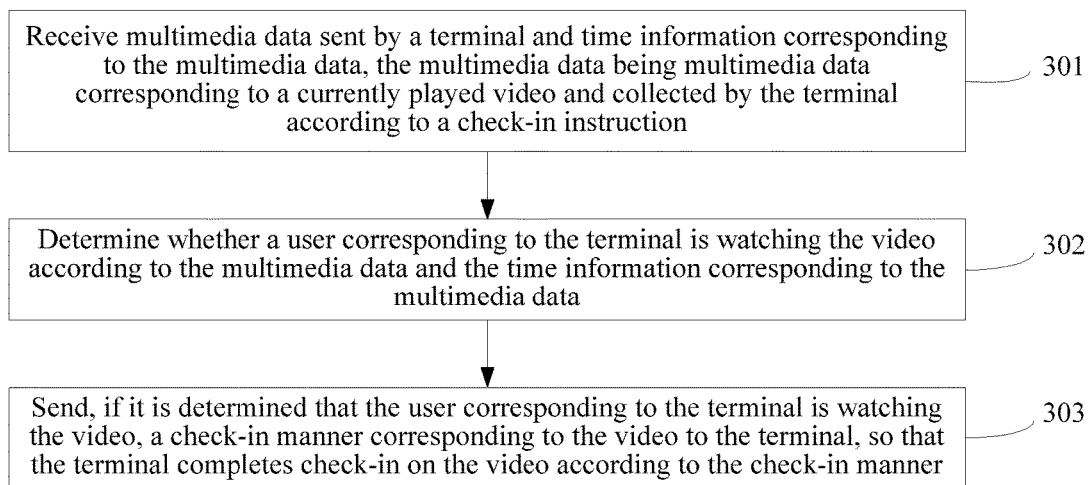 Receive multimedia data sent by a terminal and time information corresponding
to the multimedia data, the multimedia data being multimedia data
corresponding to a currently played video and collected by the terminal
according to a check-in instruction
301
Determine whether a user corresponding to the terminal is watching the video
according to the multimedia data and the time information corresponding to the
multimedia data
302
Send, if it is determined that the user corresponding to the terminal is watching
the video, a check-in manner corresponding to the video to the terminal, so that
the terminal completes check-in on the video according to the check-in manner
303